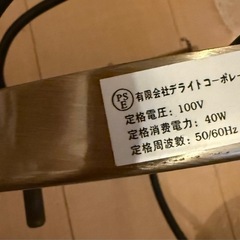 PSE 有限会社デライトコーポレー
定格電圧：100V
定格消費電力：40W
定格周波数：50/60Hz